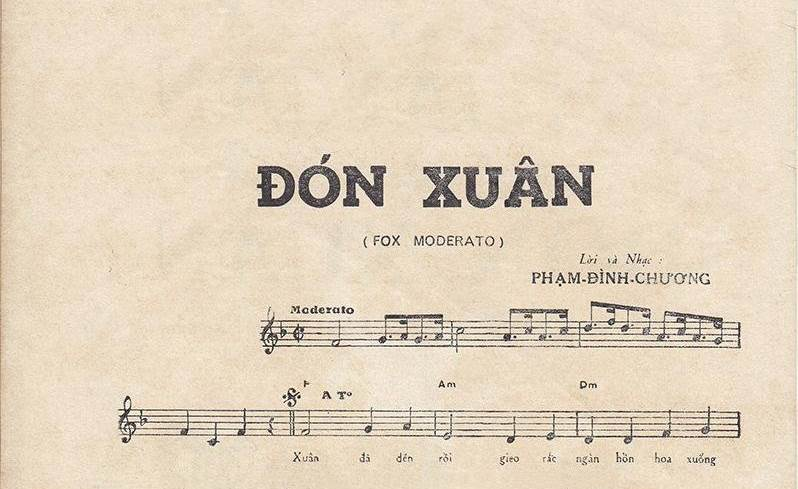 ĐÓN XUÂN
( FOX MODERATO )
Lời và Nhạc :
PHẠM-ĐÌNH-CHƯƠNG
Moderato
F Am Dm
A Tº
Xuân đã đến rồi gieo rắc ngàn hồn hoa xuống